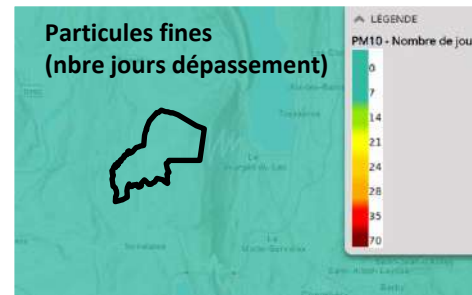 Particules fines
(nbre jours dépassement)
LÉGENDE
PM10 - Nombre de jou
0
7
14
21
24
28
35
70
Le
Bourget-du-Lac
La
Motte-Servolex